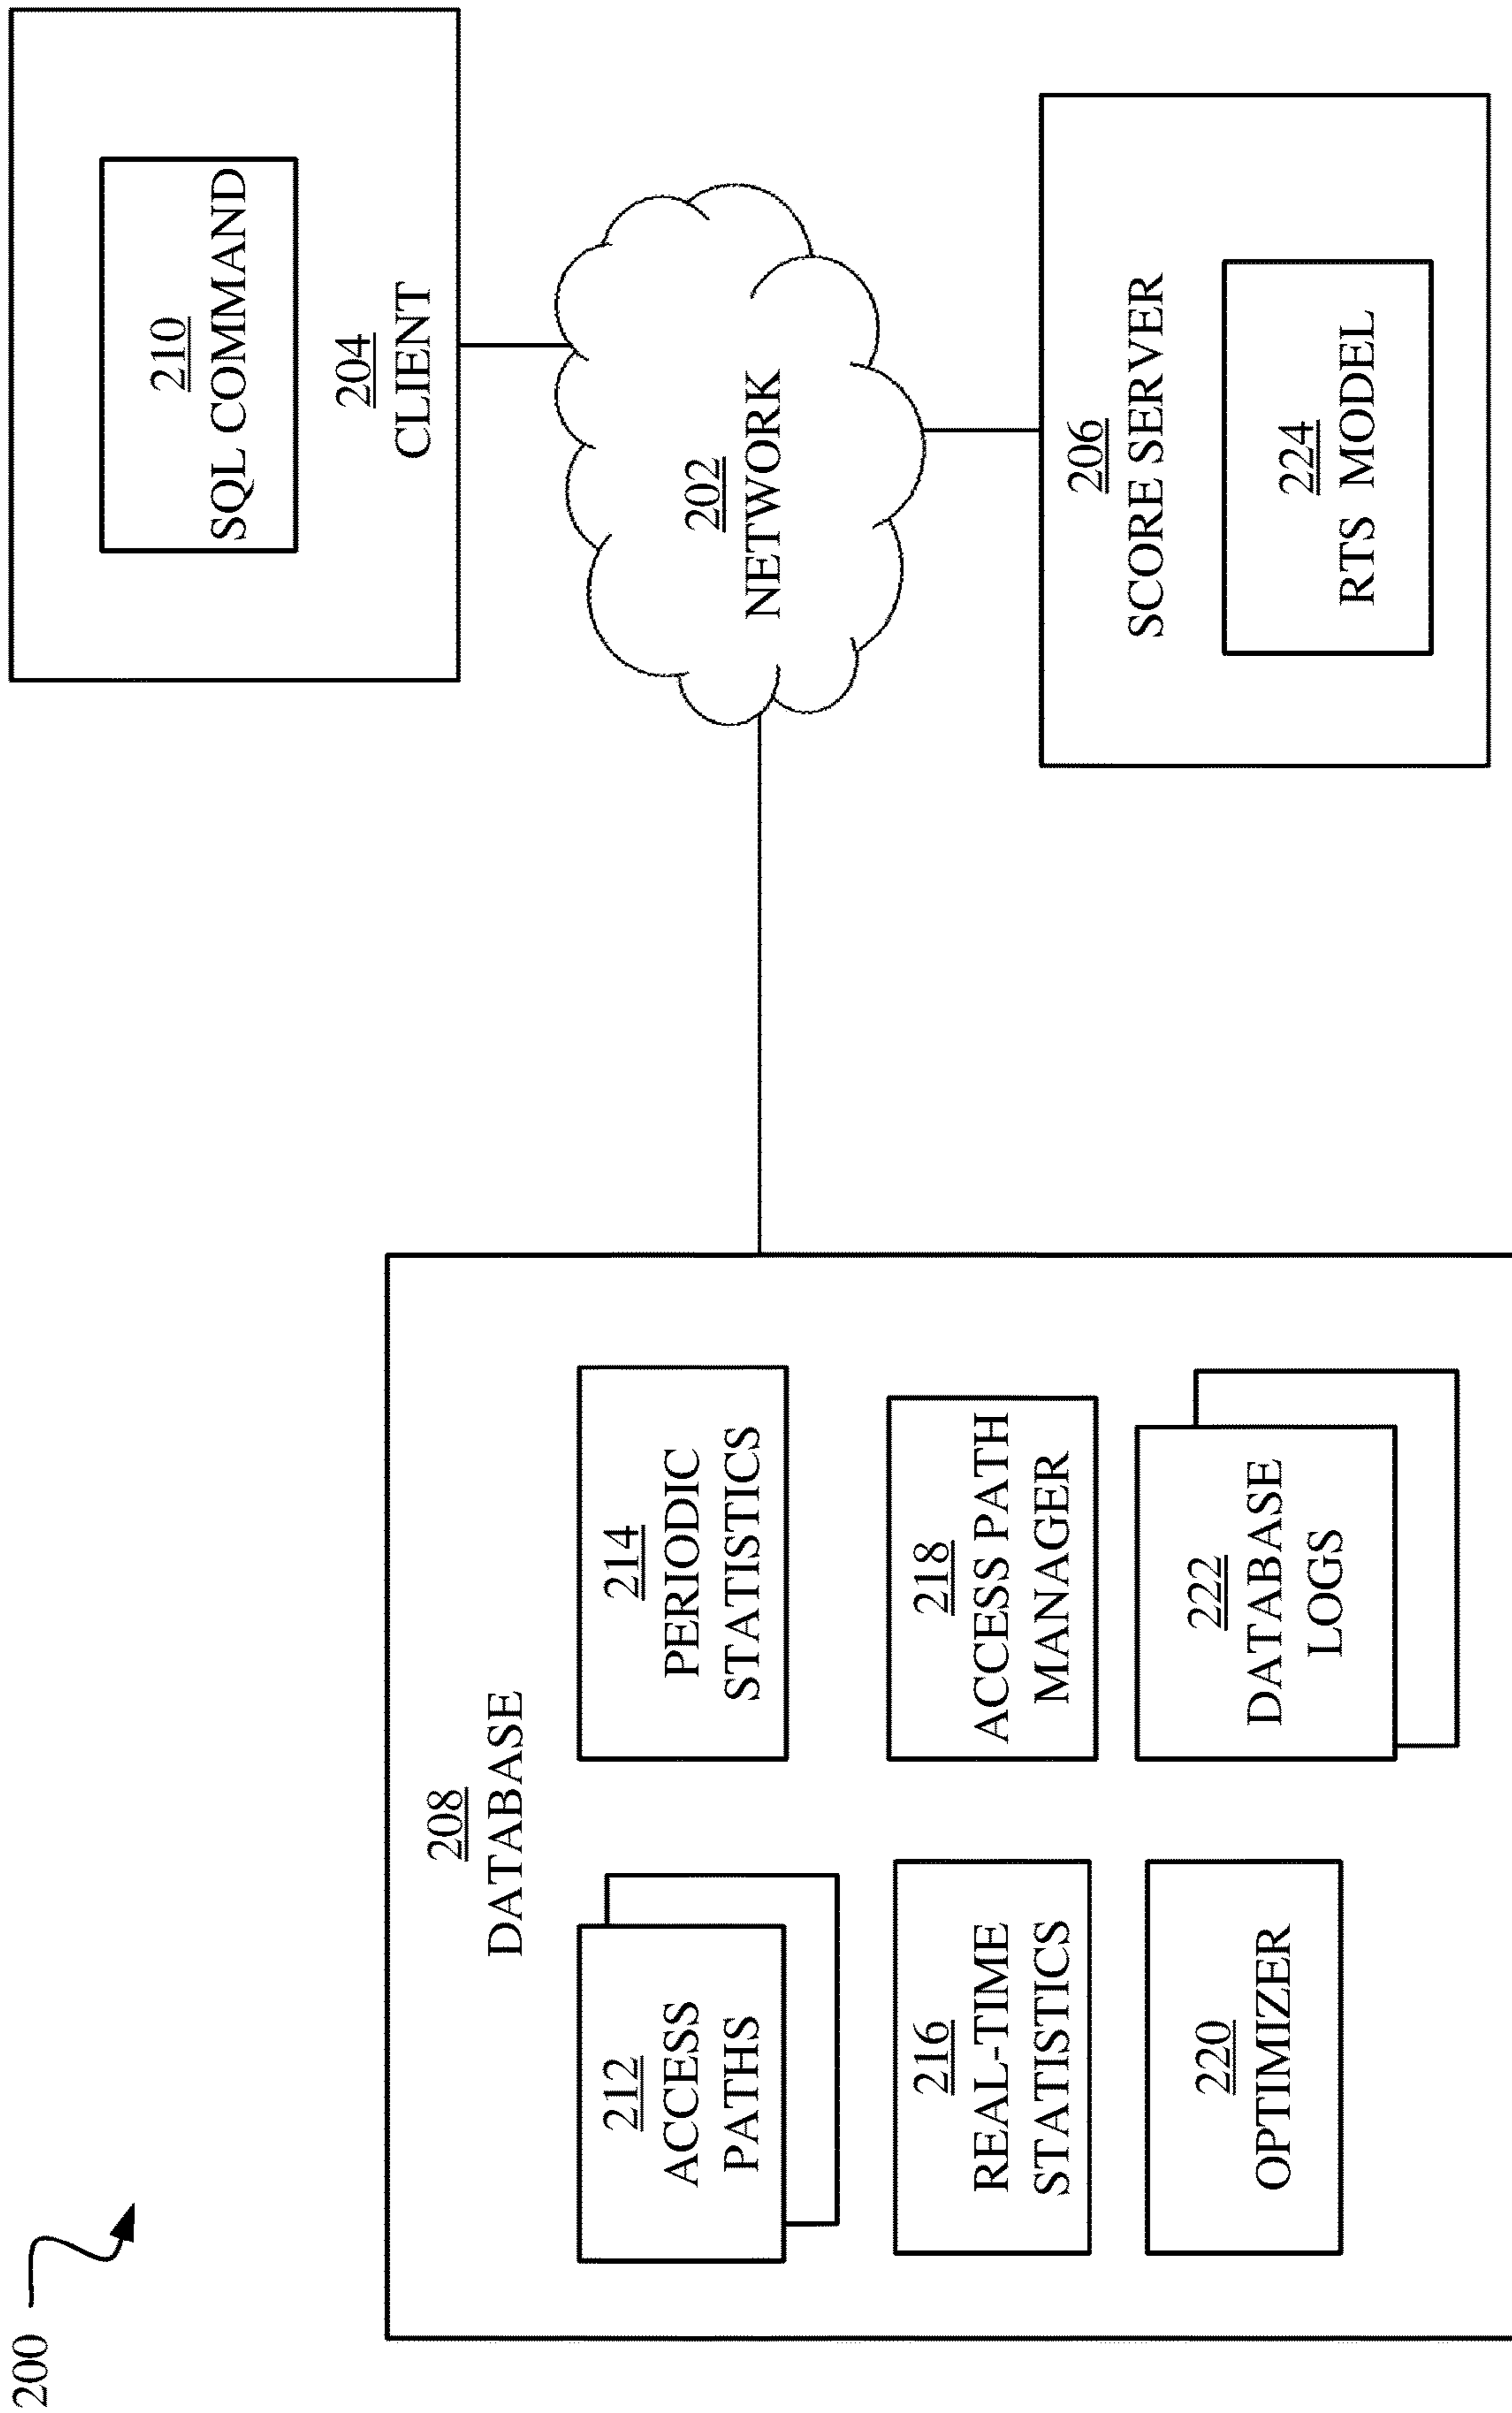 200
208
DATABASE
212
ACCESS
PATHS
214
PERIODIC
STATISTICS
216
REAL-TIME
STATISTICS
218
ACCESS PATH
MANAGER
220
OPTIMIZER
222
DATABASE
LOGS
202
NETWORK
210
SQL COMMAND
204
CLIENT
206
SCORE SERVER
224
RTS MODEL